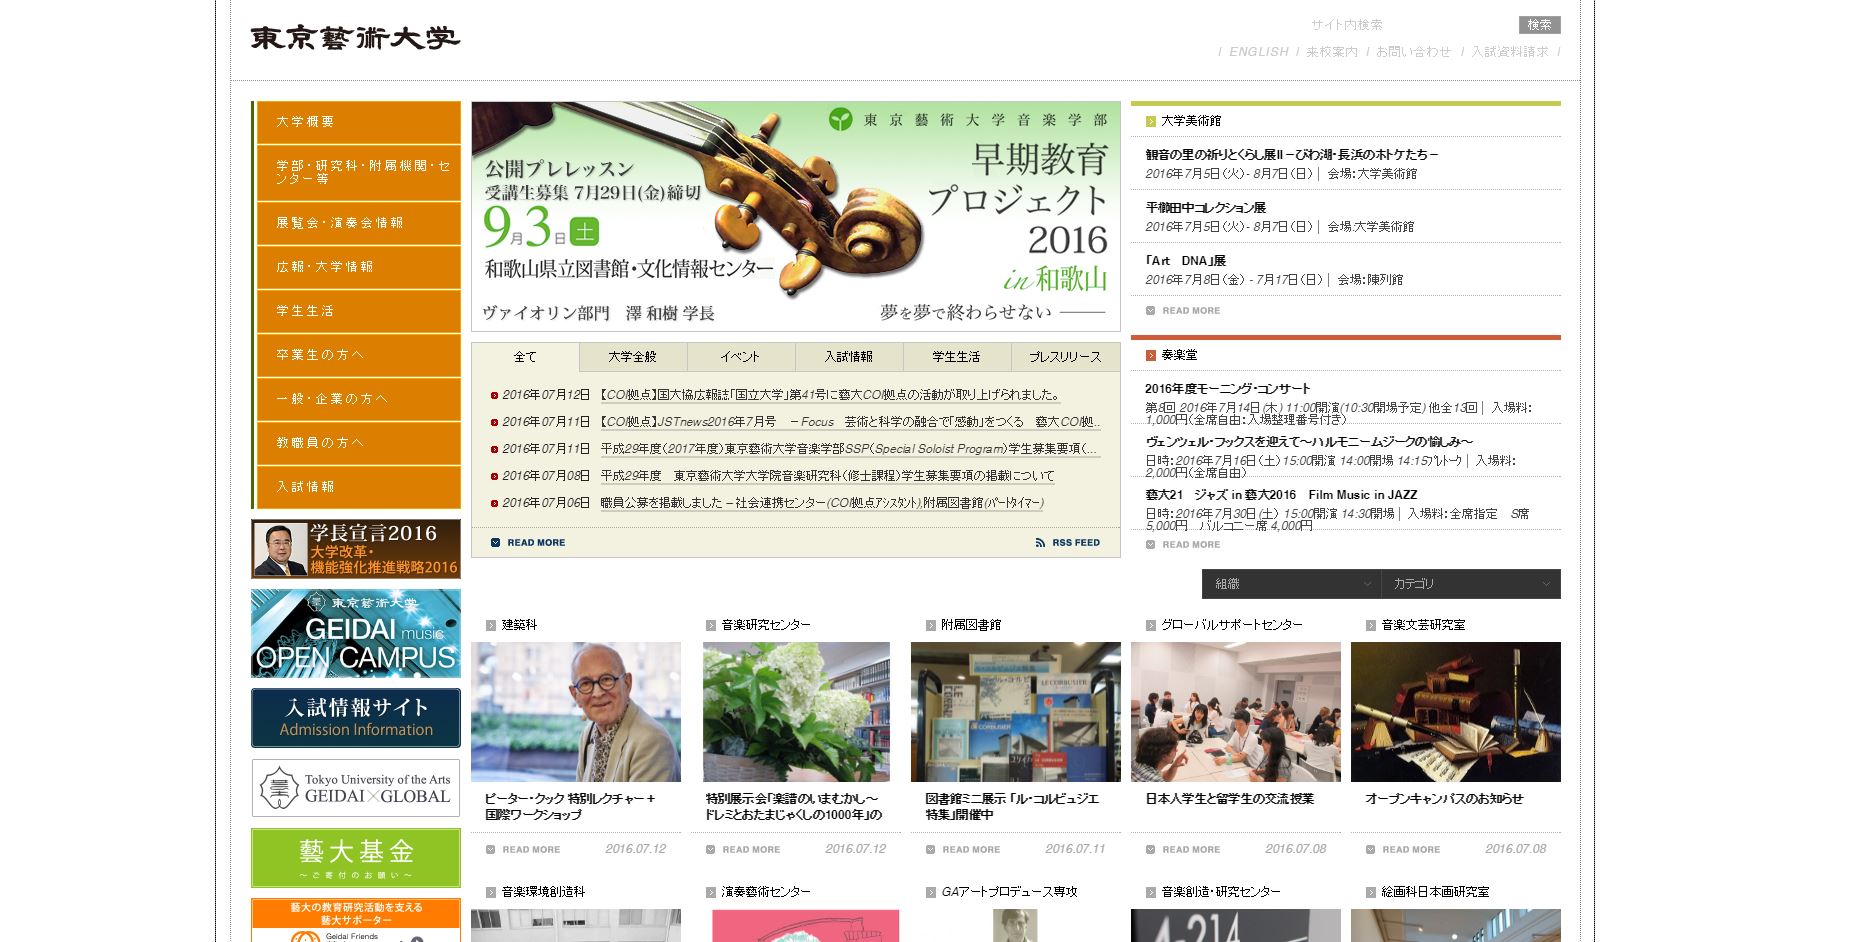 東京藝術大学
サイト内検索
検索
/ ENGLISH / 来校案内 / お問い合わせ / 入試資料請求 /
大学概要
学部・研究科・附属機関・セ
ンター等
展覧会・演奏会情報
広報・大学情報
学生生活
卒業生の方へ
一般・企業の方へ
教職員の方へ
入試情報
学長宣言2016
大学改革・
機能強化推進戦略2016
東京藝術大学
GEIDAI music
OPEN CAMPUS
入試情報サイト
Admission Information
Tokyo University of the Arts
GEIDAI×GLOBAL
藝大基金
～ご寄付のお願い～
藝大の教育研究活動を支える
藝大サポーター
Geidai Friends
東京藝術大学音楽学部
早期教育
プロジェクト
2016
in 和歌山
公開プレレッスン
受講生募集 7月29日(金)締切
9月3日 土
和歌山県立図書館・文化情報センター
ヴァイオリン部門 澤 和樹 学長
夢を夢で終わらせない ――
全て
大学全般
イベント
入試情報
学生生活
プレスリリース
2016年07月12日 【COI拠点】国大協広報誌「国立大学」第41号に藝大COI拠点の活動が取り上げられました。
2016年07月11日 【COI拠点】JSTnews2016年7月号 －Focus 芸術と科学の融合で「感動」をつくる 藝大COI拠...
2016年07月11日 平成29年度（2017年度）東京藝術大学音楽学部SSP（Special Soloist Program）学生募集要項（...
2016年07月08日 平成29年度 東京藝術大学大学院音楽研究科（修士課程）学生募集要項の掲載について
2016年07月06日 職員公募を掲載しました－社会連携センター(COI拠点アシスタント),附属図書館(パートタイマー)
READ MORE
RSS FEED
大学美術館
観音の里の祈りとくらし展II－びわ湖・長浜のホトケたち－
2016年7月5日（火）- 8月7日（日）│ 会場：大学美術館
平櫛田中コレクション展
2016年7月5日（火）- 8月7日（日）│ 会場:大学美術館
「Art DNA」展
2016年7月8日（金） - 7月17日（日）│ 会場：陳列館
READ MORE
奏楽堂
2016年度モーニング・コンサート
第8回 2016年7月14日(木) 11:00開演(10:30開場予定) 他全13回│ 入場料：
1,000円（全席自由：入場整理番号付き）
ヴェンツェル・フックスを迎えて～ハルモニームジークの愉しみ～
日時：2016年7月16日（土）15:00開演 14:00開場 14:15プレトーク│ 入場料：
2,000円（全席自由）
藝大21 ジャズ in 藝大2016 Film Music in JAZZ
日時：2016年7月30日(土) 15:00開演 14:30開場│ 入場料：全席指定 S席
5,000円 バルコニー席 4,000円
READ MORE
組織
カテゴリ
建築科
ピーター・クック 特別レクチャー＋
国際ワークショップ
READ MORE 2016.07.12
音楽研究センター
特別展示会「楽譜のいまむかし～
ドレミとおたまじゃくしの1000年」の
READ MORE 2016.07.12
附属図書館
LE CORBUSIER
図書館ミニ展示 「ル・コルビュジエ
特集」開催中
READ MORE 2016.07.11
グローバルサポートセンター
日本人学生と留学生の交流授業
READ MORE 2016.07.08
音楽文芸研究室
オープンキャンパスのお知らせ
READ MORE 2016.07.08
音楽環境創造科
演奏藝術センター
GAアートプロデュース専攻
音楽創造・研究センター
4-214
絵画科日本画研究室